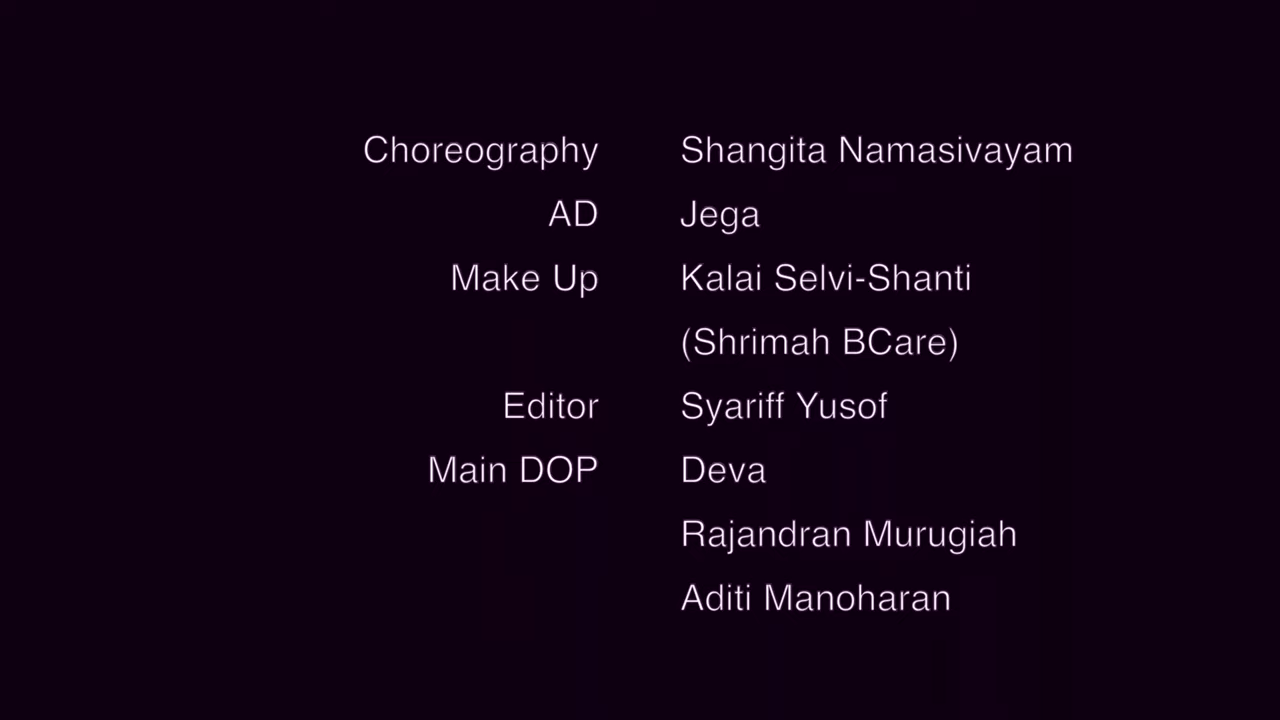 Choreography Shangita Namasivayam
AD Jega
Make Up Kalai Selvi-Shanti
(Shrimah BCare)
Editor Syariff Yusof
Main DOP Deva
Rajandran Murugiah
Aditi Manoharan